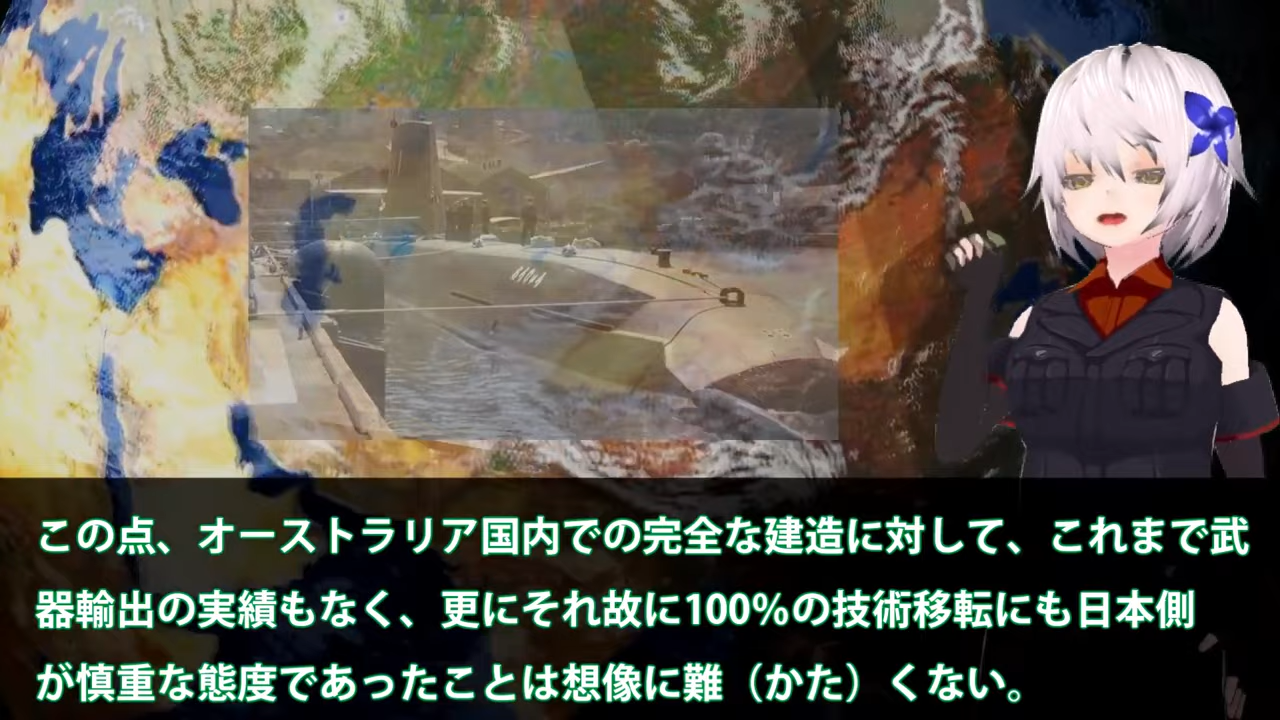 この点、オーストラリア国内での完全な建造に対して、これまで武
器輸出の実績もなく、更にそれ故に100％の技術移転にも日本側
が慎重な態度であったことは想像に難（かた）くない。